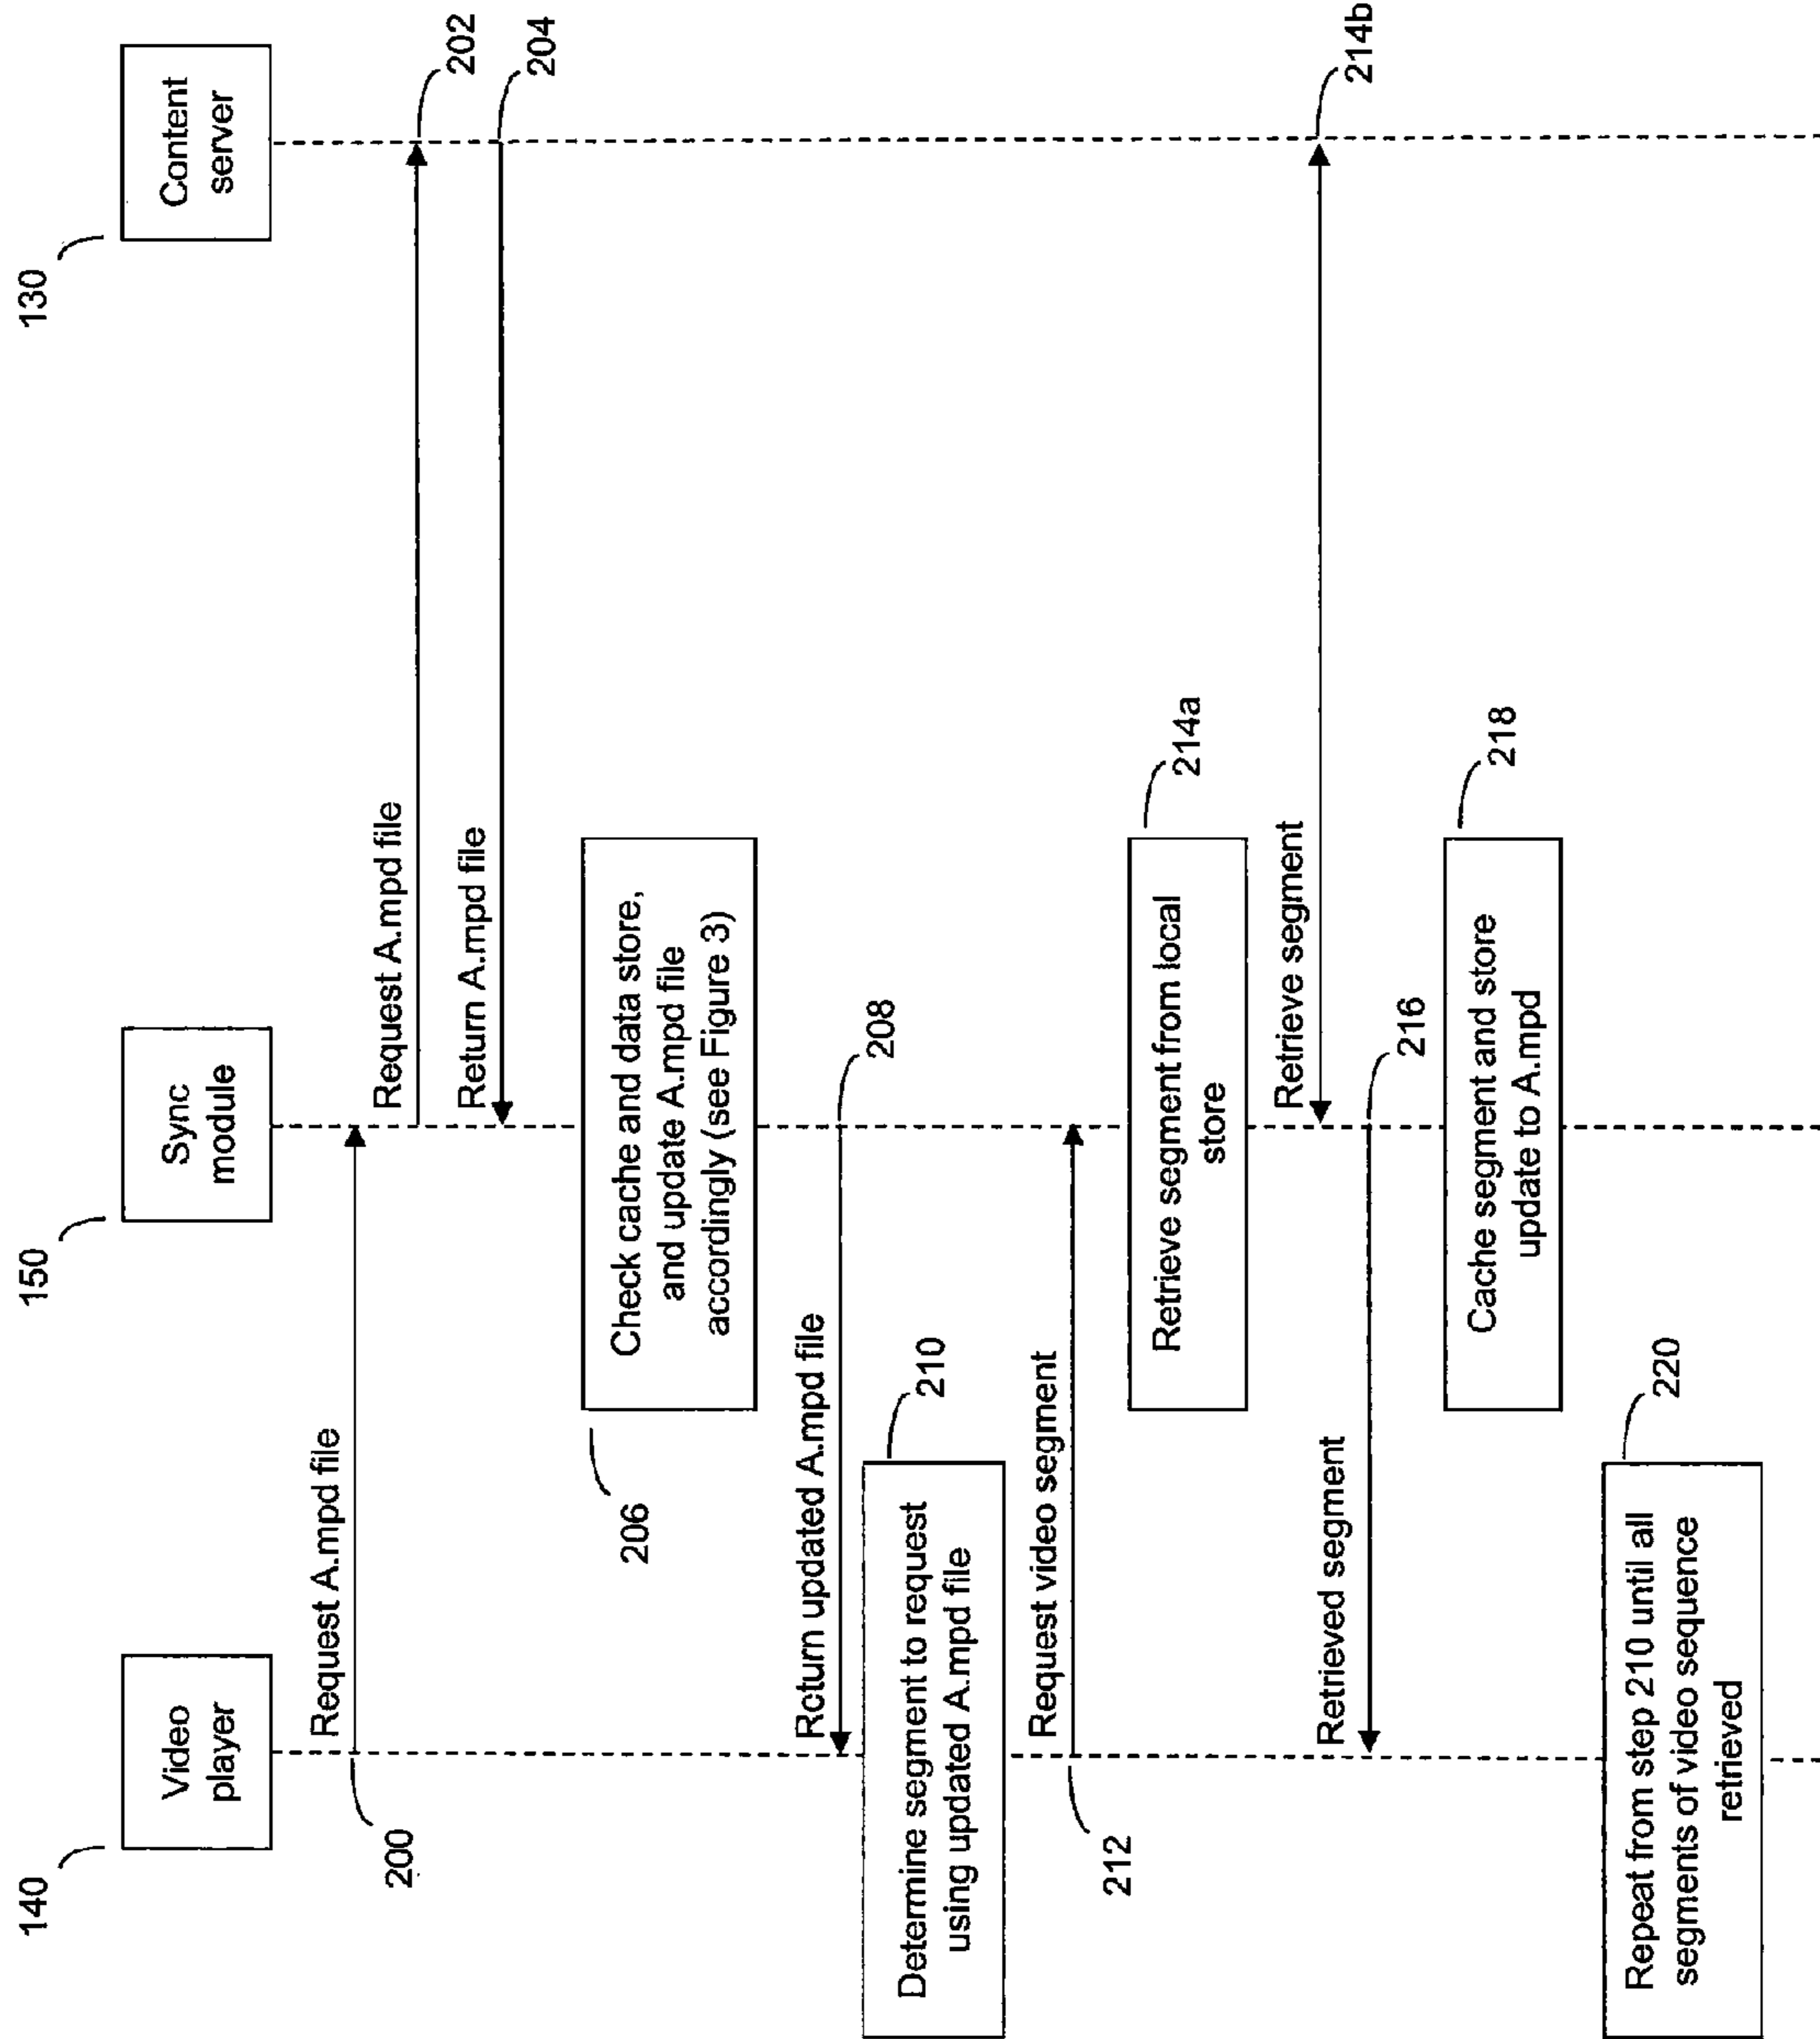 140
Video
player
150
Sync
module
130
Content
server
Request A.mpd file
200
Request A.mpd file
202
Return A.mpd file
204
Check cache and data store,
and update A.mpd file
accordingly (see Figure 3)
206
Rcturn updated A.mpd file
208
Determine segment to request
using updated A.mpd file
210
Request video segment
212
Retrieve segment from local
store
214a
Retrieve segment
214b
Retrieved segment
216
Cache segment and store
update to A.mpd
218
Repeat from step 210 until all
segments of video sequence
retrieved
220